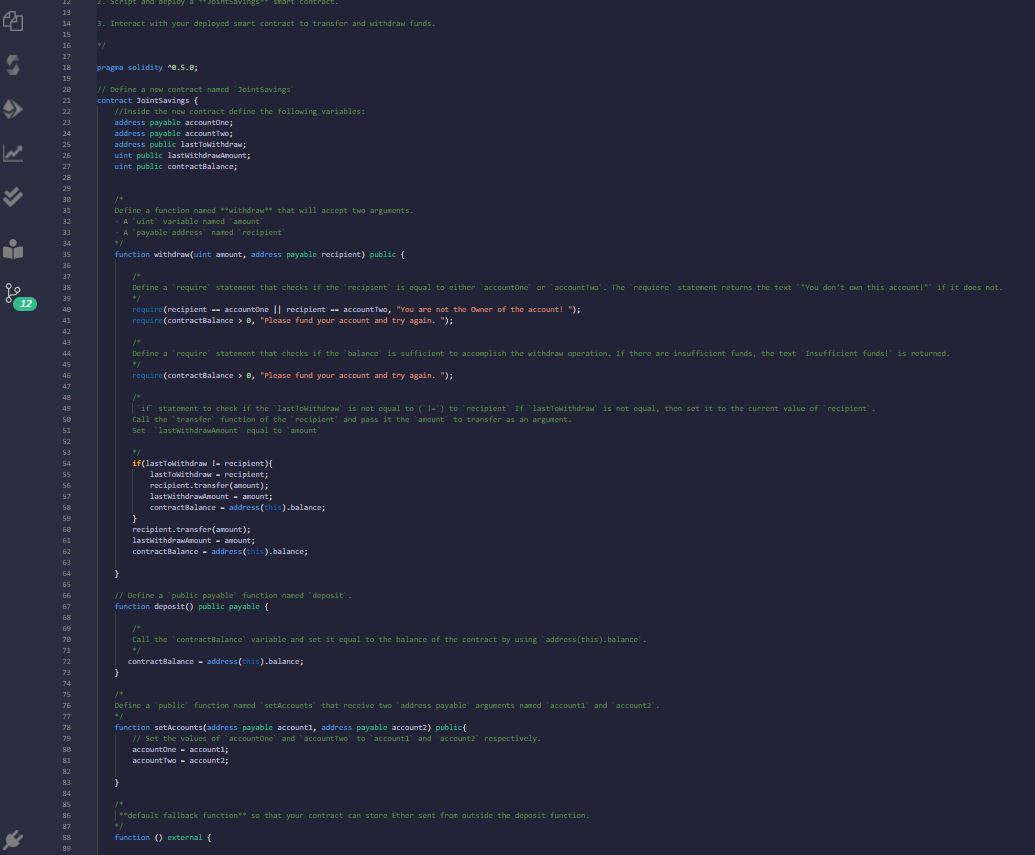 12 2. Script and deploy a **JointSavings** smart contract.
13
14 3. Interact with your deployed smart contract to transfer and withdraw funds.
15
16 */
17
18 pragma solidity ^0.5.0;
19
20 // Define a new contract named `JointSavings`
21 contract JointSavings {
22 //Inside the new contract define the following variables:
23 address payable accountOne;
24 address payable accountTwo;
25 address public lastToWithdraw;
26 uint public lastWithdrawAmount;
27 uint public contractBalance;
28
29
30 /*
31 Define a function named **withdraw** that will accept two arguments.
32 - A `uint` variable named `amount`
33 - A `payable address` named `recipient`
34 */
35 function withdraw(uint amount, address payable recipient) public {
36
37 /*
38 Define a `require` statement that checks if the `recipient` is equal to either `accountOne` or `accountTwo`. The `requiere` statement returns the text `"You don't own this account!"` if it does not.
39 */
40 require(recipient == accountOne || recipient == accountTwo, "You are not the Owner of the account! ");
41 require(contractBalance > 0, "Please fund your account and try again. ");
42
43 /*
44 Define a `require` statement that checks if the `balance` is sufficient to accomplish the withdraw operation. If there are insufficient funds, the text `Insufficient funds!` is returned.
45 */
46 require(contractBalance > 0, "Please fund your account and try again. ");
47
48 /*
49 `if` statement to check if the `lastToWithdraw` is not equal to (`!=`) to `recipient` If `lastToWithdraw` is not equal, then set it to the current value of `recipient`.
50 Call the `transfer` function of the `recipient` and pass it the `amount` to transfer as an argument.
51 Set `lastWithdrawAmount` equal to `amount`
52
53 */
54 if(lastToWithdraw != recipient){
55 lastToWithdraw = recipient;
56 recipient.transfer(amount);
57 lastWithdrawAmount = amount;
58 contractBalance = address(this).balance;
59 }
60 recipient.transfer(amount);
61 lastWithdrawAmount = amount;
62 contractBalance = address(this).balance;
63
64 }
65
66 // Define a `public payable` function named `deposit`.
67 function deposit() public payable {
68
69 /*
70 Call the `contractBalance` variable and set it equal to the balance of the contract by using `address(this).balance`.
71 */
72 contractBalance = address(this).balance;
73 }
74
75 /*
76 Define a `public` function named `setAccounts` that receive two `address payable` arguments named `account1` and `account2`.
77 */
78 function setAccounts(address payable account1, address payable account2) public{
79 // Set the values of `accountOne` and `accountTwo` to `account1` and `account2` respectively.
80 accountOne = account1;
81 accountTwo = account2;
82
83 }
84
85 /*
86 **default fallback function** so that your contract can store Ether sent from outside the deposit function.
87 */
88 function () external {
89
12